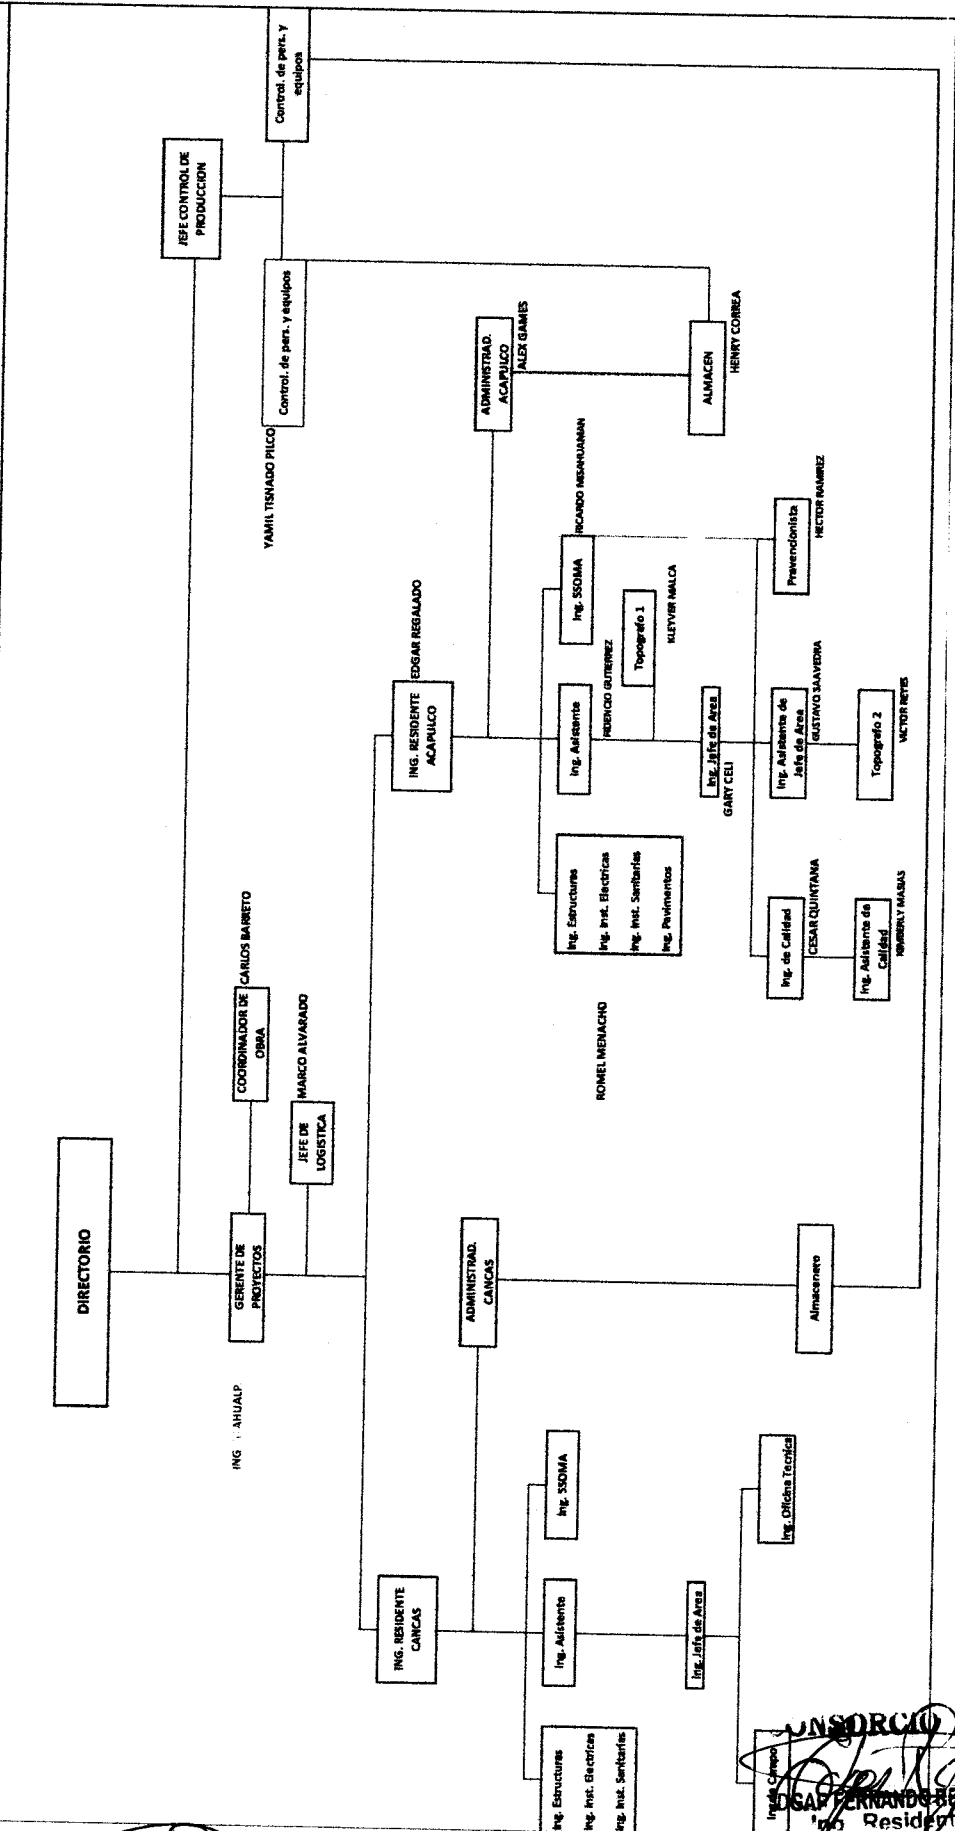 DIRECTORIO
JEFE CONTROL DE
PRODUCCION
Control. de pers. y
equipos
Control. de pers. y equipos
YAMIL TISNADO PILCO
GERENTE DE
PROYECTOS
ING
COORDINADOR DE
OBRA
CARLOS BARRETO
JEFE DE
LOGISTICA
MARCO ALVARADO
ING. RESIDENTE
CANCAS
ING. RESIDENTE
ACAPULCO
EDGAR REGALADO
ADMINISTRAD.
CANCAS
ADMINISTRAD.
ACAPULCO
ALEX GAMES
Ing. Estructuras
Ing. Inst. Electricas
Ing. Inst. Sanitarias
Ing. Asistente
Ing. SSOMA
Ing. Estructuras
Ing. Inst. Electricas
Ing. Inst. Sanitarias
Ing. Pavimentos
ROMEL MENACHO
Ing. Asistente
FIDENCIO GUTIERREZ
Ing. SSOMA
RICARDO MISAHUAMAN
Topografo 1
KLEYVER MALCA
ALMACEN
HENRY CORREA
Ing. Jefe de Area
Ing. Jefe de Area
GARY CELI
Campo
Ing. Oficina Tecnica
Almacenero
Ing. de Calidad
CESAR QUINTANA
Ing. Asistente de
Jefe de Area
GUSTAVO SAAVEDRA
Prevencionista
HECTOR RAMIREZ
Ing. Asistente de
Calidad
KIMBERLY MASIAS
Topografo 2
VICTOR REYES
FERNANDO